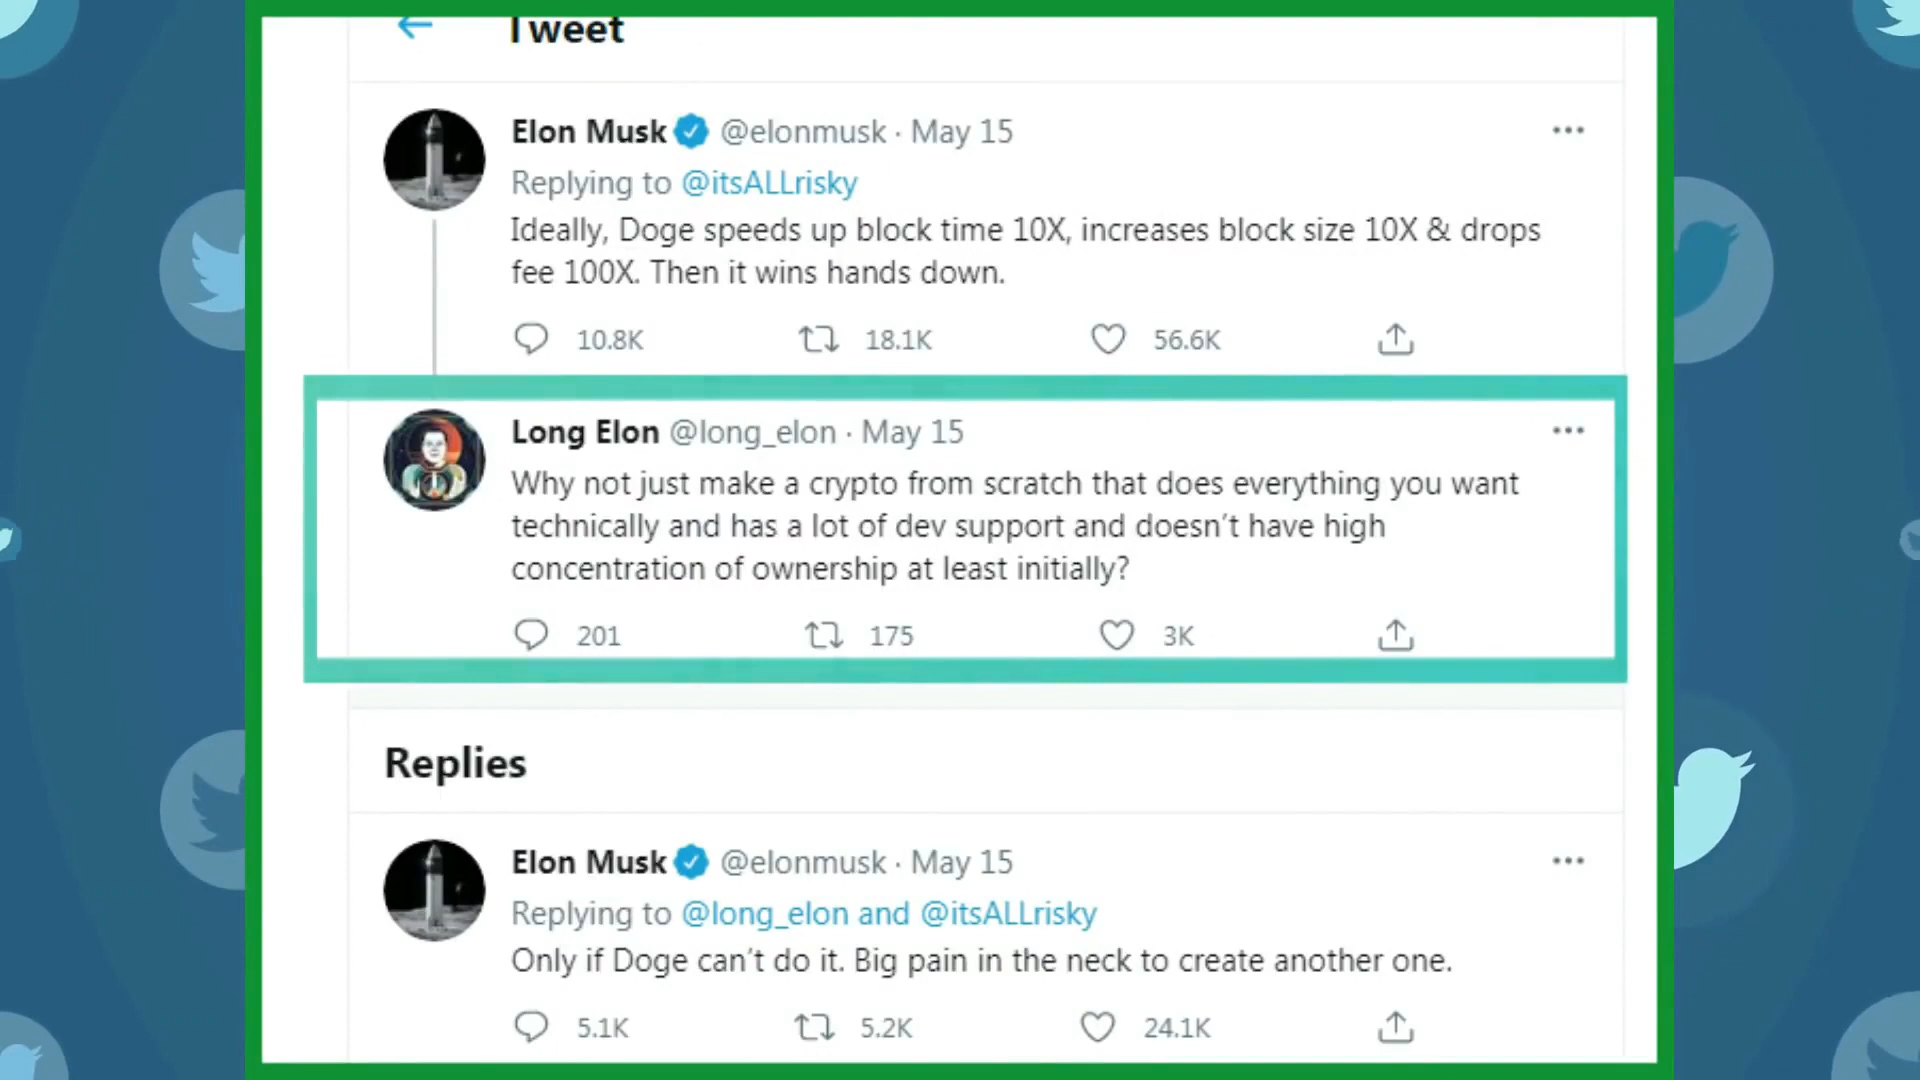 Tweet
Elon Musk @elonmusk · May 15
Replying to @itsALLrisky
Ideally, Doge speeds up block time 10X, increases block size 10X & drops
fee 100X. Then it wins hands down.
10.8K 18.1K 56.6K
Long Elon @long_elon · May 15
Why not just make a crypto from scratch that does everything you want
technically and has a lot of dev support and doesn’t have high
concentration of ownership at least initially?
201 175 3K
Replies
Elon Musk @elonmusk · May 15
Replying to @long_elon and @itsALLrisky
Only if Doge can’t do it. Big pain in the neck to create another one.
5.1K 5.2K 24.1K